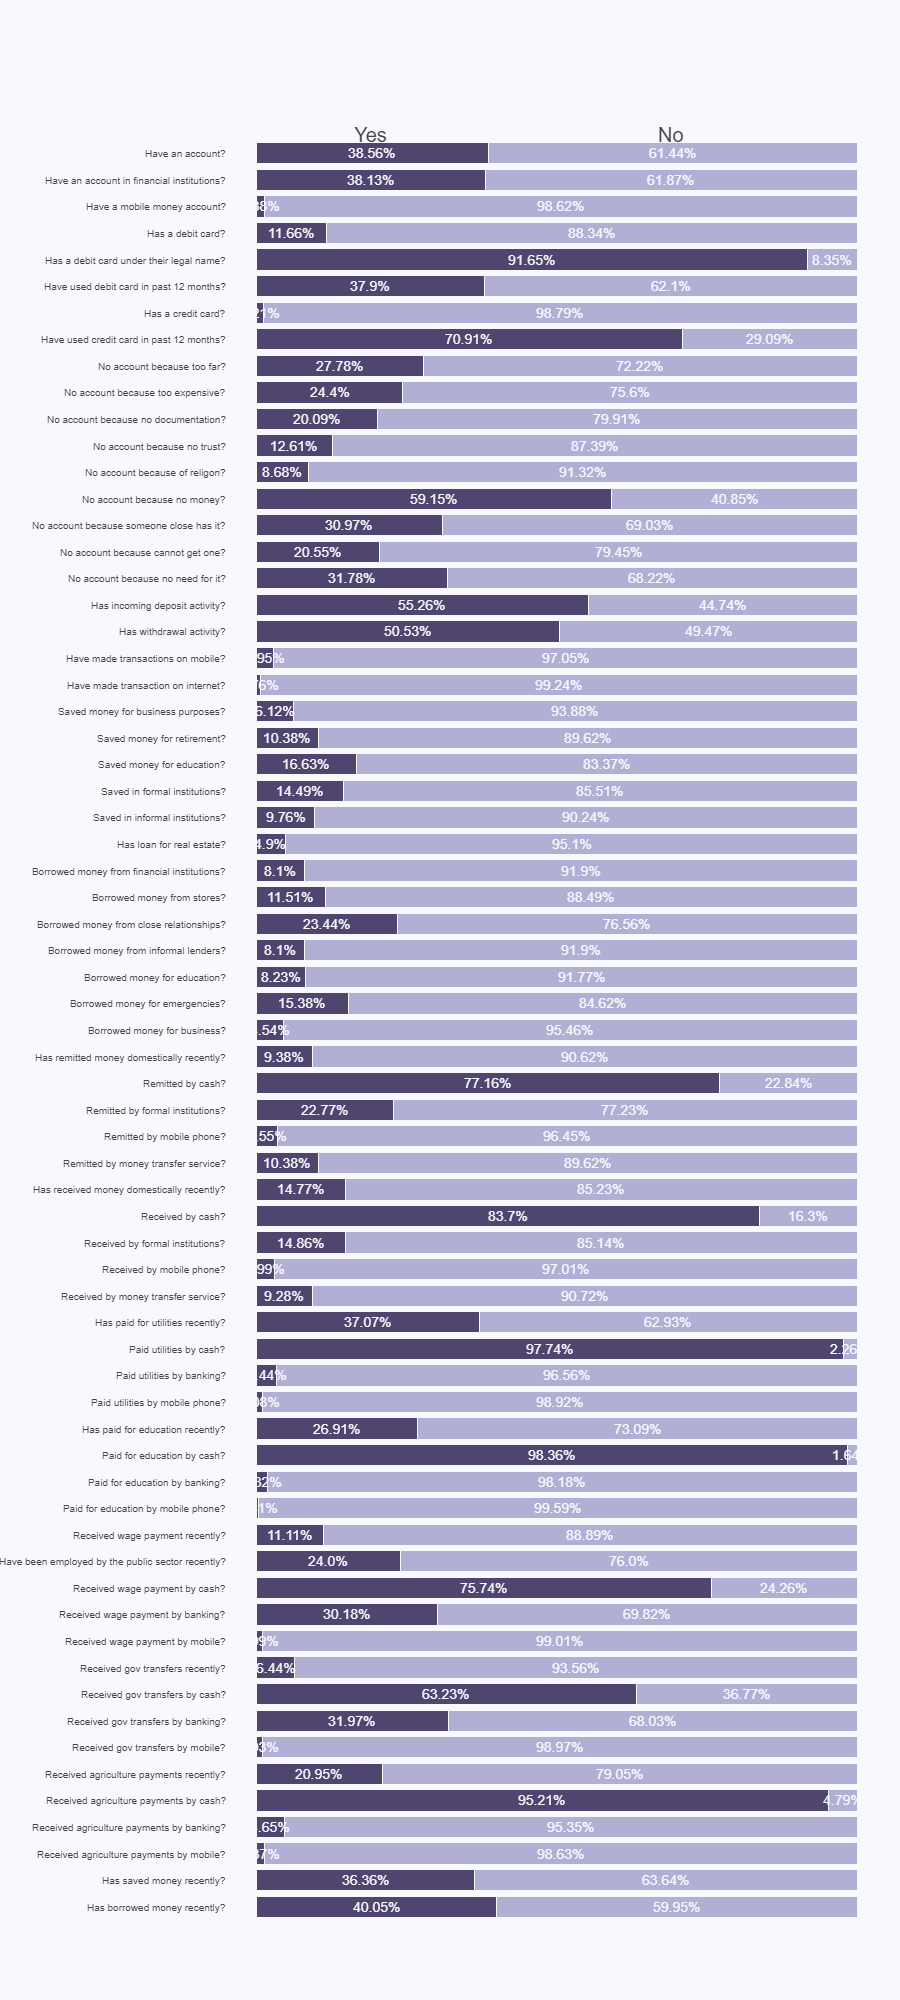 Yes No
Have an account? 38.56% 61.44%
Have an account in financial institutions? 38.13% 61.87%
Have a mobile money account? 98.62%
Has a debit card? 11.66% 88.34%
Has a debit card under their legal name? 91.65% 8.35%
Have used debit card in past 12 months? 37.9% 62.1%
Has a credit card? 98.79%
Have used credit card in past 12 months? 70.91% 29.09%
No account because too far? 27.78% 72.22%
No account because too expensive? 24.4% 75.6%
No account because no documentation? 20.09% 79.91%
No account because no trust? 12.61% 87.39%
No account because of religon? 8.68% 91.32%
No account because no money? 59.15% 40.85%
No account because someone close has it? 30.97% 69.03%
No account because cannot get one? 20.55% 79.45%
No account because no need for it? 31.78% 68.22%
Has incoming deposit activity? 55.26% 44.74%
Has withdrawal activity? 50.53% 49.47%
Have made transactions on mobile? 97.05%
Have made transaction on internet? 99.24%
Saved money for business purposes? 6.12% 93.88%
Saved money for retirement? 10.38% 89.62%
Saved money for education? 16.63% 83.37%
Saved in formal institutions? 14.49% 85.51%
Saved in informal institutions? 9.76% 90.24%
Has loan for real estate? 4.9% 95.1%
Borrowed money from financial institutions? 8.1% 91.9%
Borrowed money from stores? 11.51% 88.49%
Borrowed money from close relationships? 23.44% 76.56%
Borrowed money from informal lenders? 8.1% 91.9%
Borrowed money for education? 8.23% 91.77%
Borrowed money for emergencies? 15.38% 84.62%
Borrowed money for business? .54% 95.46%
Has remitted money domestically recently? 9.38% 90.62%
Remitted by cash? 77.16% 22.84%
Remitted by formal institutions? 22.77% 77.23%
Remitted by mobile phone? .55% 96.45%
Remitted by money transfer service? 10.38% 89.62%
Has received money domestically recently? 14.77% 85.23%
Received by cash? 83.7% 16.3%
Received by formal institutions? 14.86% 85.14%
Received by mobile phone? 97.01%
Received by money transfer service? 9.28% 90.72%
Has paid for utilities recently? 37.07% 62.93%
Paid utilities by cash? 97.74% 2.26
Paid utilities by banking? .44% 96.56%
Paid utilities by mobile phone? 98.92%
Has paid for education recently? 26.91% 73.09%
Paid for education by cash? 98.36% 1.64
Paid for education by banking? 98.18%
Paid for education by mobile phone? 99.59%
Received wage payment recently? 11.11% 88.89%
Have been employed by the public sector recently? 24.0% 76.0%
Received wage payment by cash? 75.74% 24.26%
Received wage payment by banking? 30.18% 69.82%
Received wage payment by mobile? 99.01%
Received gov transfers recently? 6.44% 93.56%
Received gov transfers by cash? 63.23% 36.77%
Received gov transfers by banking? 31.97% 68.03%
Received gov transfers by mobile? 98.97%
Received agriculture payments recently? 20.95% 79.05%
Received agriculture payments by cash? 95.21% 4.79%
Received agriculture payments by banking? .65% 95.35%
Received agriculture payments by mobile? 98.63%
Has saved money recently? 36.36% 63.64%
Has borrowed money recently? 40.05% 59.95%